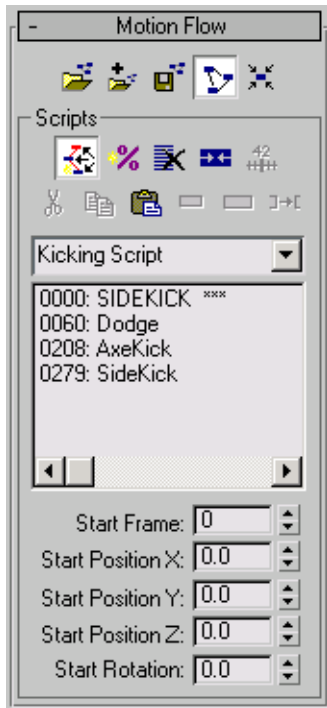 - Motion Flow
Scripts
42
Kicking Script
0000: SIDEKICK ***
0060: Dodge
0208: AxeKick
0279: SideKick
Start Frame: 0
Start Position X: 0.0
Start Position Y: 0.0
Start Position Z: 0.0
Start Rotation: 0.0